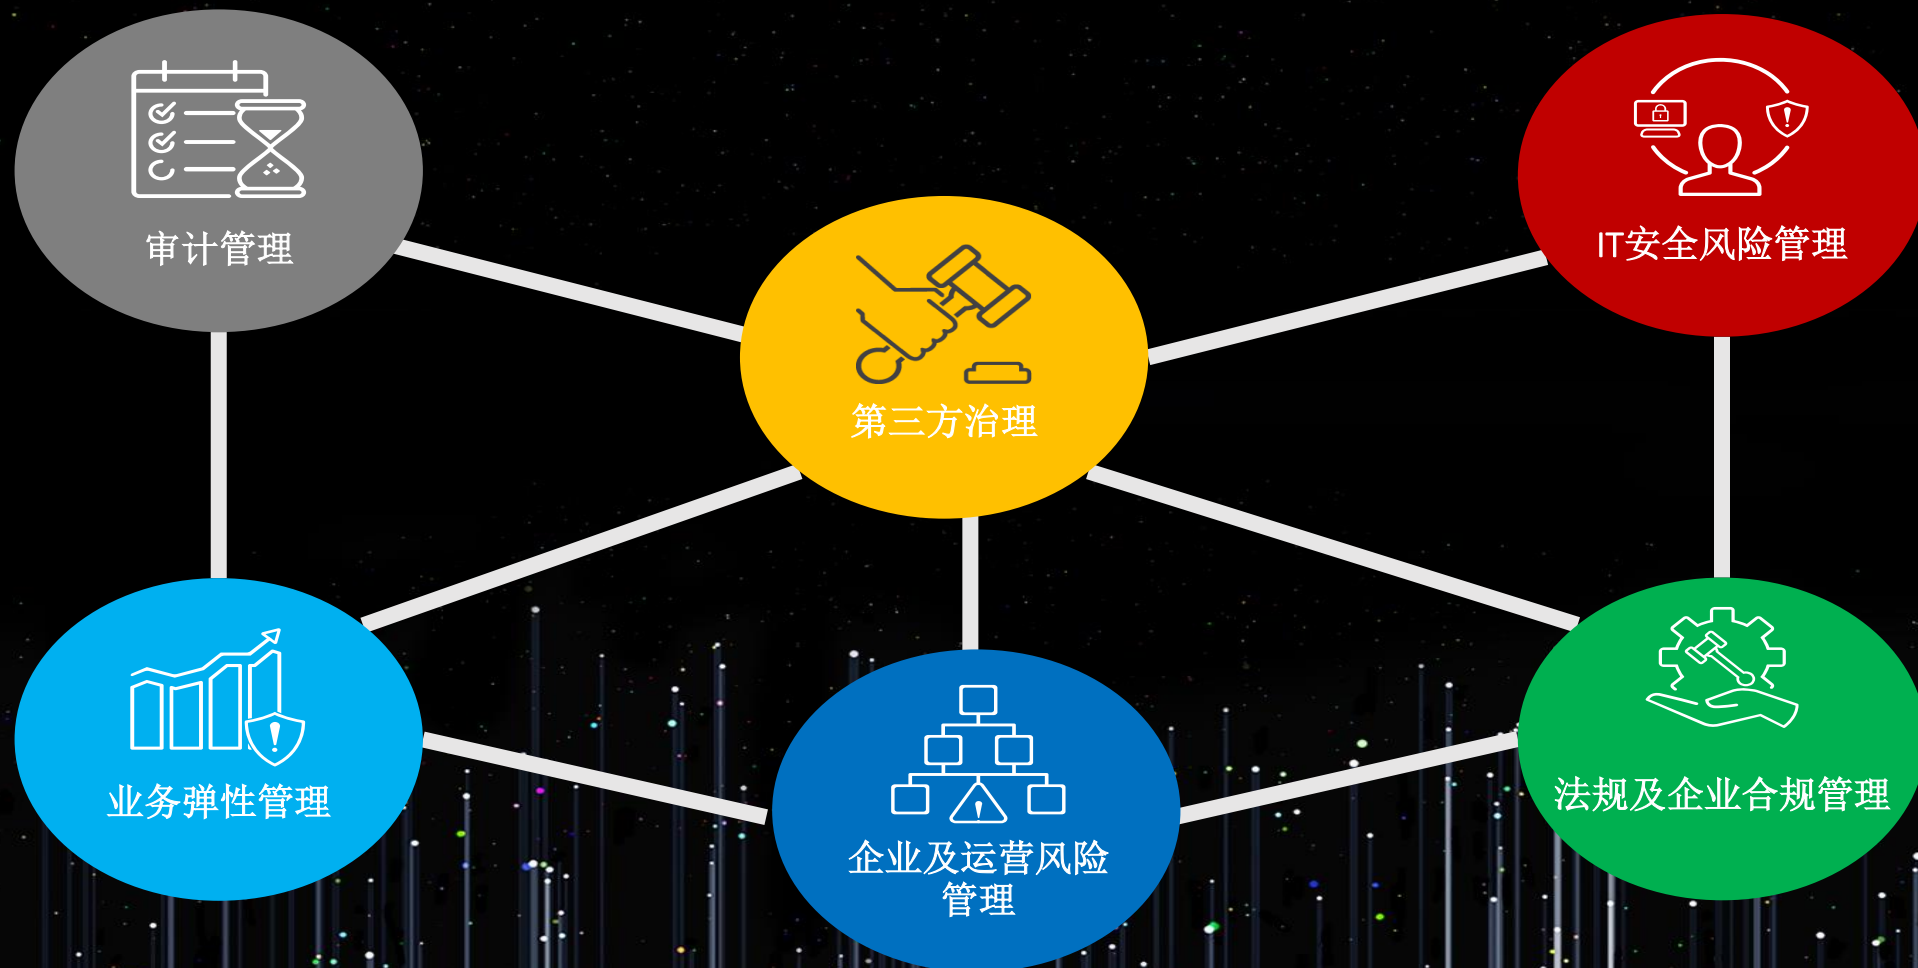 审计管理
IT安全风险管理
第三方治理
业务弹性管理
企业及运营风险
管理
法规及企业合规管理